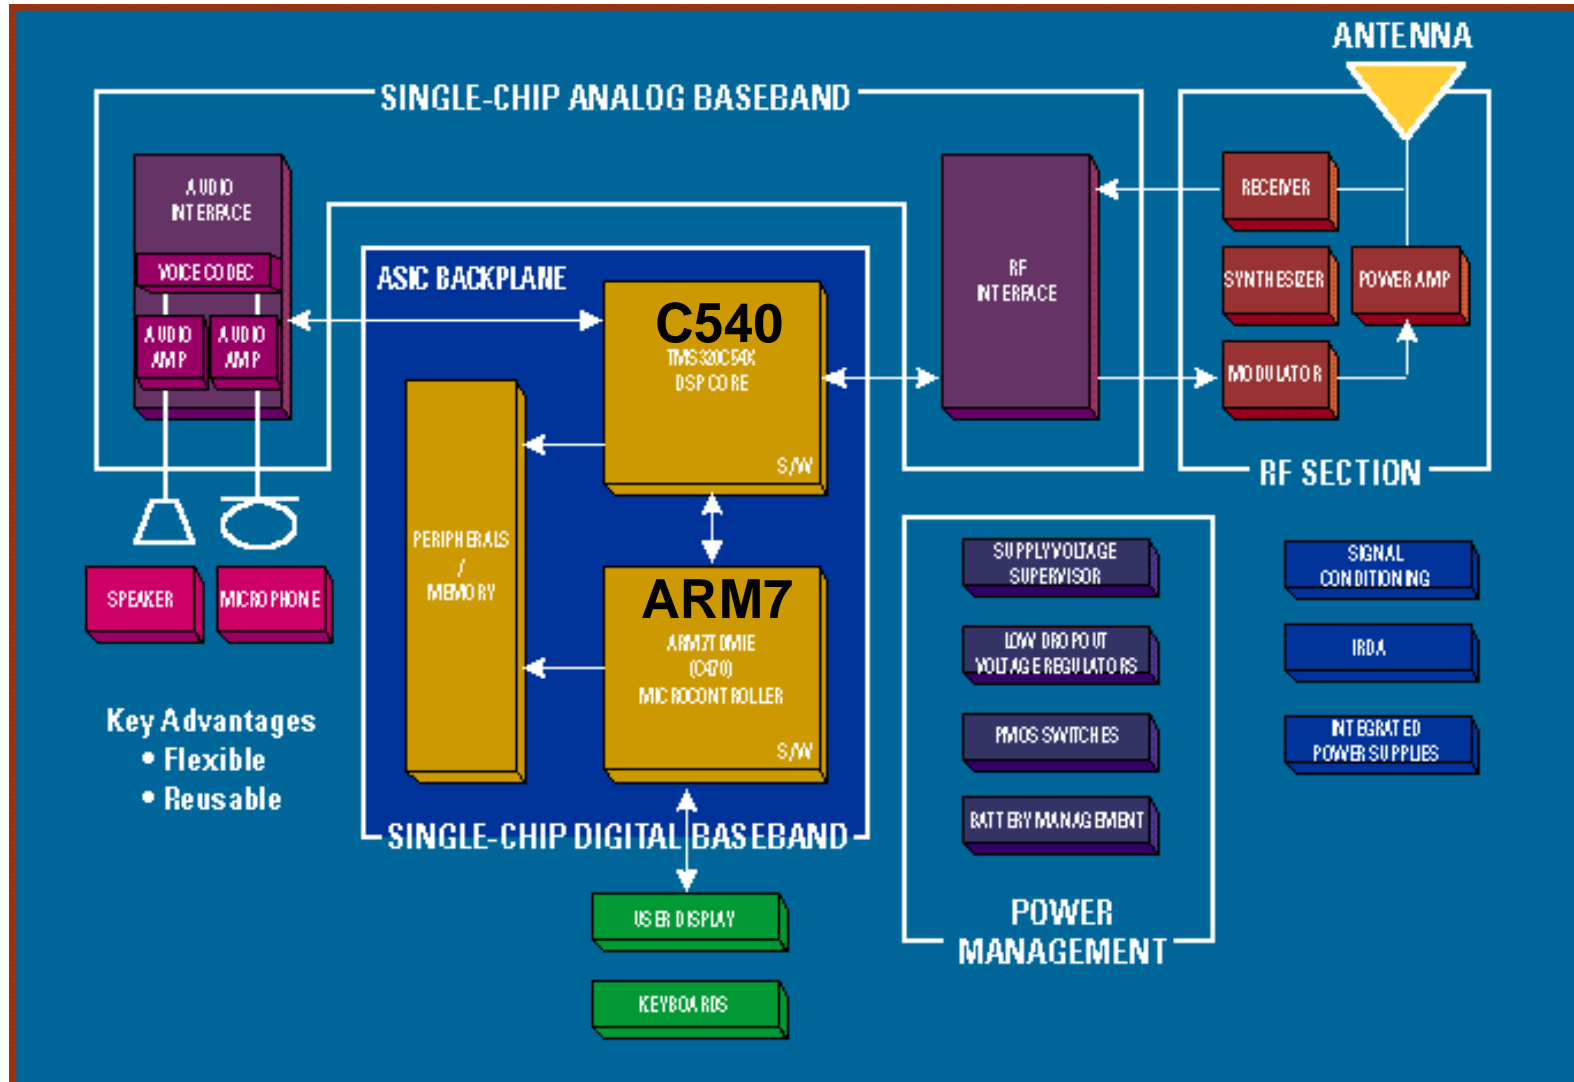 ANTENNA
SINGLE-CHIP ANALOG BASEBAND
AUDIO
INTERFACE
VOICE CODEC
AUDIO
AMP
AUDIO
AMP
SPEAKER
MICROPHONE
ASIC BACKPLANE
C540
TMS320C54X
DSP CORE
S/W
PERIPHERALS
/
MEMORY
ARM7
ARM7TDMIE
(C470)
MICROCONTROLLER
S/W
SINGLE-CHIP DIGITAL BASEBAND
USER DISPLAY
KEYBOARDS
RF
INTERFACE
RECEIVER
SYNTHESIZER
POWER AMP
MODULATOR
RF SECTION
SUPPLY VOLTAGE
SUPERVISOR
LOW DROPOUT
VOLTAGE REGULATORS
PMOS SWITCHES
BATTERY MANAGEMENT
POWER
MANAGEMENT
SIGNAL
CONDITIONING
IRDA
INTEGRATED
POWER SUPPLIES
Key Advantages
• Flexible
• Reusable